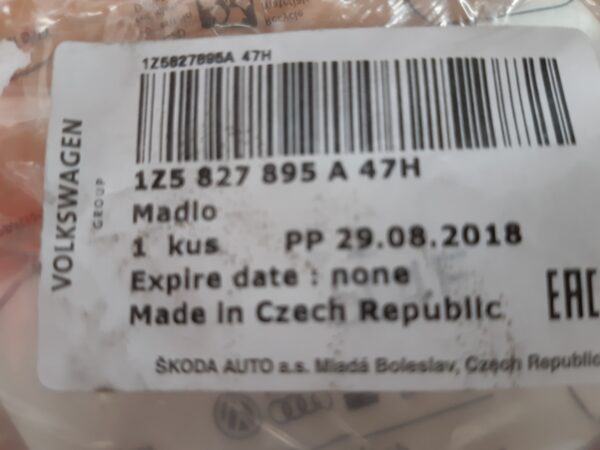 1Z5827895A 47H
VOLKSWAGEN
GROUP
1Z5 827 895 A 47H
Madlo
1 kus PP 29.08.2018
Expire date : none
Made in Czech Republic
EAC
ŠKODA AUTO a.s. Mladá Boleslav, Czech Republic